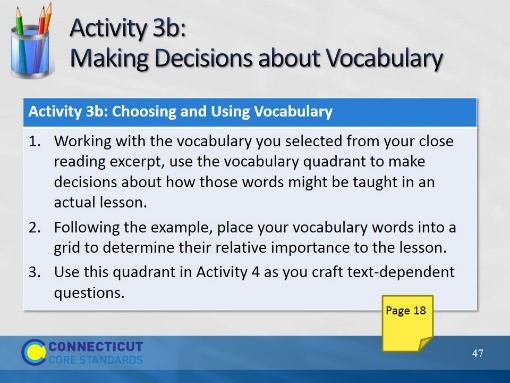 Activity 3b:
Making Decisions about Vocabulary
Activity 3b: Choosing and Using Vocabulary
1. Working with the vocabulary you selected from your close
reading excerpt, use the vocabulary quadrant to make
decisions about how those words might be taught in an
actual lesson.
2. Following the example, place your vocabulary words into a
grid to determine their relative importance to the lesson.
3. Use this quadrant in Activity 4 as you craft text-dependent
questions.
Page 18
CONNECTICUT
CORE STANDARDS
47